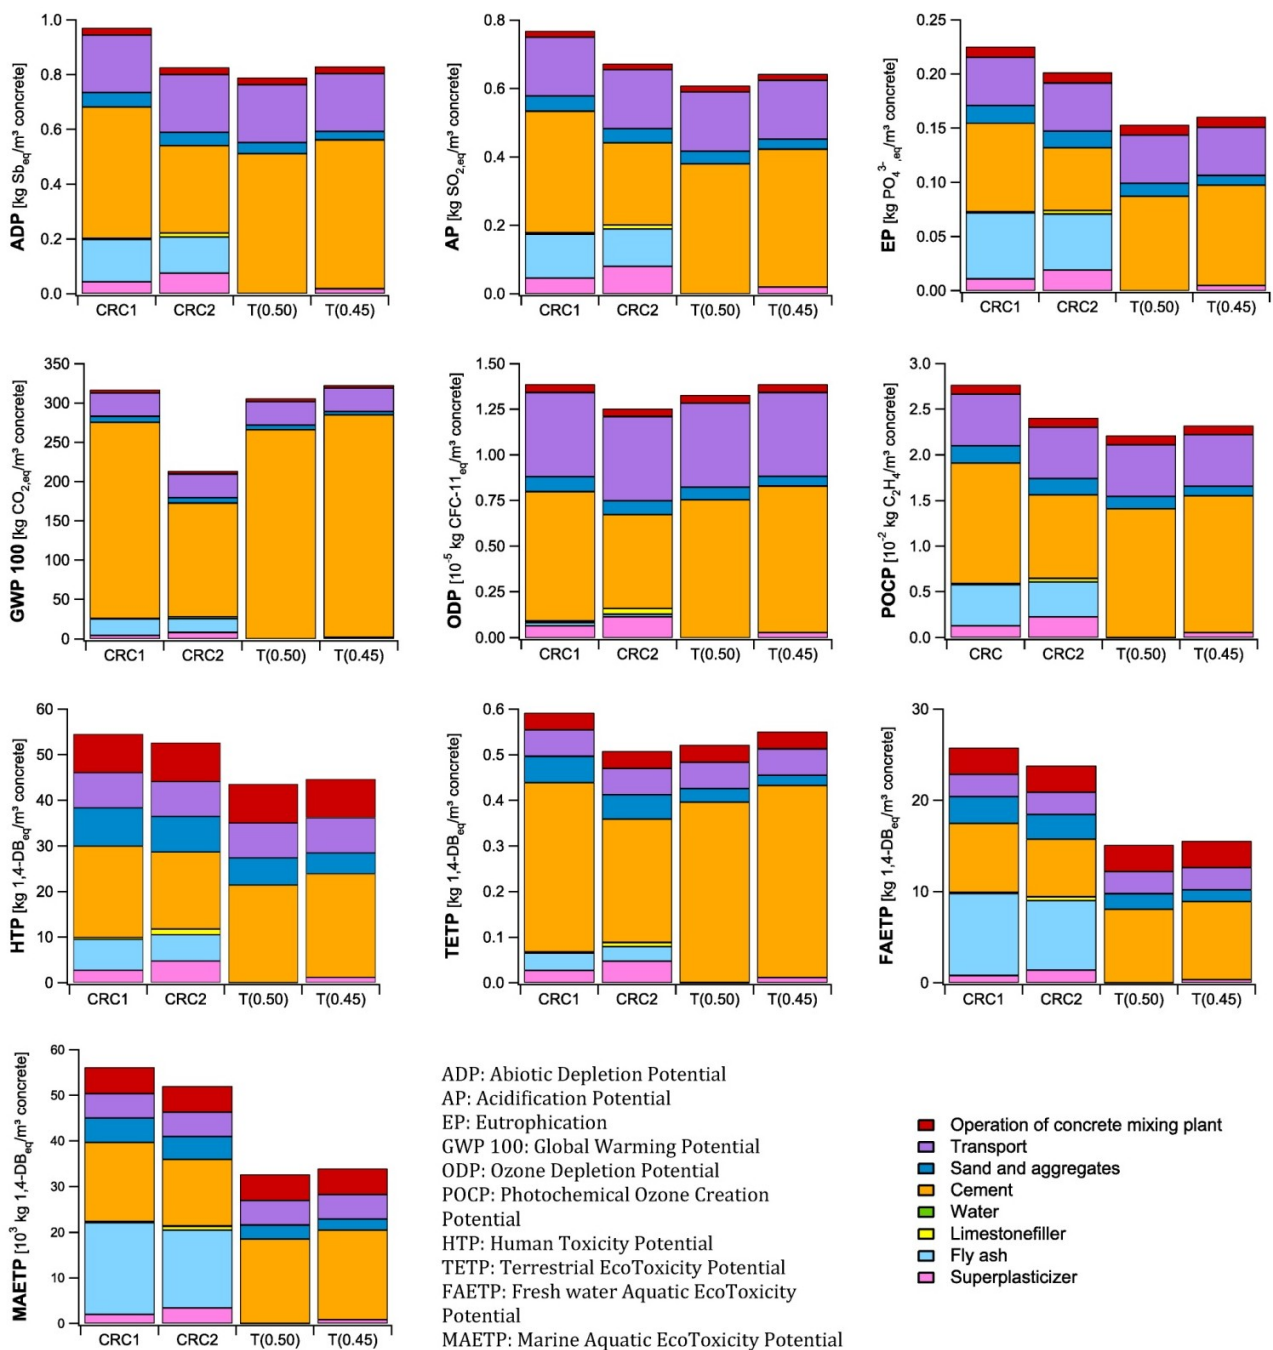 ADP [kg Sbeq/m³ concrete]
1.0
0.8
0.6
0.4
0.2
0.0
CRC1 CRC2 T(0.50) T(0.45)
AP [kg SO2,eq/m³ concrete]
0.8
0.6
0.4
0.2
0.0
CRC1 CRC2 T(0.50) T(0.45)
EP [kg PO4³⁻,eq/m³ concrete]
0.25
0.20
0.15
0.10
0.05
0.00
CRC1 CRC2 T(0.50) T(0.45)
GWP 100 [kg CO2,eq/m³ concrete]
350
300
250
200
150
100
50
0
CRC1 CRC2 T(0.50) T(0.45)
ODP [10⁻⁵ kg CFC-11eq/m³ concrete]
1.50
1.25
1.00
0.75
0.50
0.25
0.00
CRC1 CRC2 T(0.50) T(0.45)
POCP [10⁻² kg C2H4/m³ concrete]
3.0
2.5
2.0
1.5
1.0
0.5
0.0
CRC CRC2 T(0.50) T(0.45)
HTP [kg 1,4-DBeq/m³ concrete]
60
50
40
30
20
10
0
CRC1 CRC2 T(0.50) T(0.45)
TETP [kg 1,4-DBeq/m³ concrete]
0.6
0.5
0.4
0.3
0.2
0.1
0.0
CRC1 CRC2 T(0.50) T(0.45)
FAETP [kg 1,4-DBeq/m³ concrete]
30
20
10
0
CRC1 CRC2 T(0.50) T(0.45)
MAETP [10³ kg 1,4-DBeq/m³ concrete]
60
50
40
30
20
10
0
CRC1 CRC2 T(0.50) T(0.45)
ADP: Abiotic Depletion Potential
AP: Acidification Potential
EP: Eutrophication
GWP 100: Global Warming Potential
ODP: Ozone Depletion Potential
POCP: Photochemical Ozone Creation
Potential
HTP: Human Toxicity Potential
TETP: Terrestrial EcoToxicity Potential
FAETP: Fresh water Aquatic EcoToxicity
Potential
MAETP: Marine Aquatic EcoToxicity Potential
Operation of concrete mixing plant
Transport
Sand and aggregates
Cement
Water
Limestonefiller
Fly ash
Superplasticizer